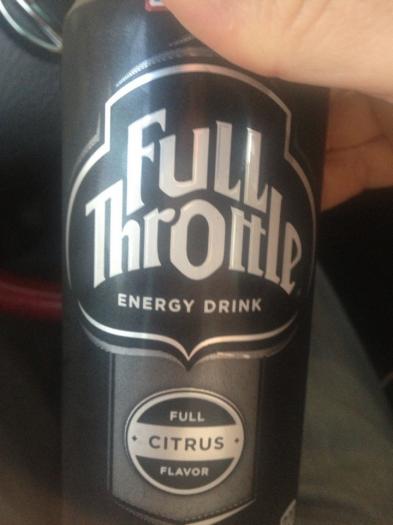 Full
Throttle
ENERGY DRINK
FULL
CITRUS
FLAVOR